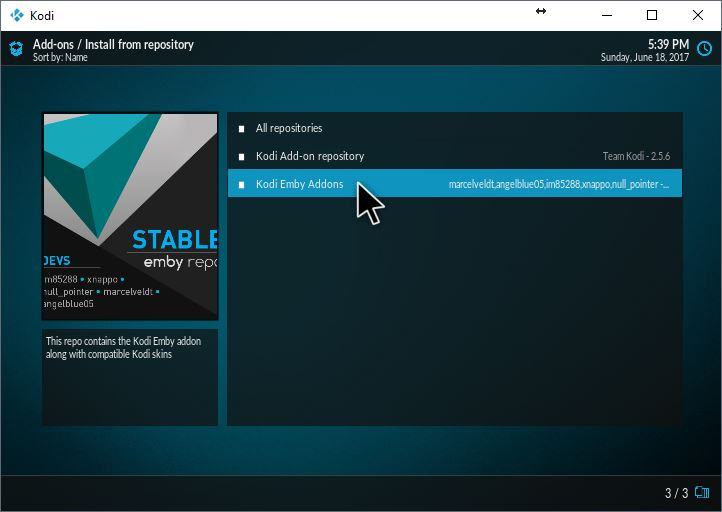 Kodi
Add-ons / Install from repository
Sort by: Name
5:39 PM
Sunday, June 18, 2017
All repositories
Kodi Add-on repository Team Kodi - 2.5.6
Kodi Emby Addons marcelveldt,angelblue05,im85288,xnappo,null_pointer -...
STABLE
emby repo
DEVS
im85288 • xnappo •
null_pointer • marcelveldt •
angelblue05
This repo contains the Kodi Emby addon
along with compatible Kodi skins
3 / 3